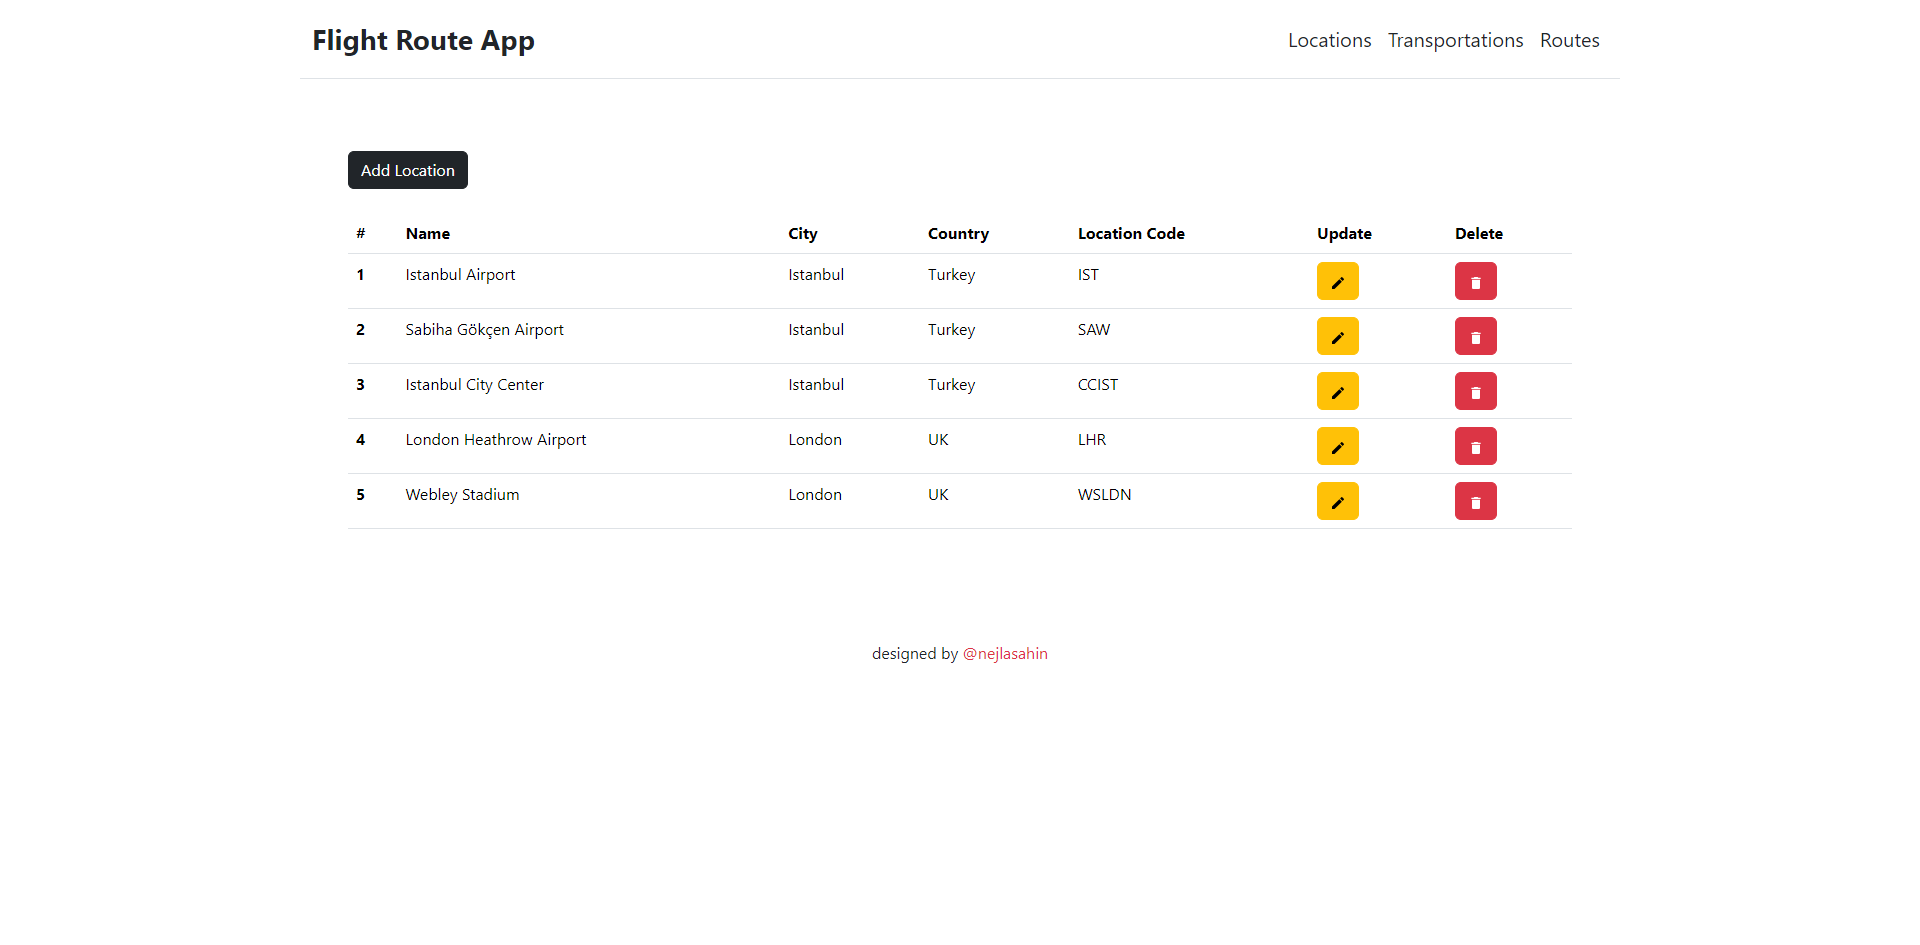 Flight Route App Locations Transportations Routes
Add Location
# Name City Country Location Code Update Delete
1 Istanbul Airport Istanbul Turkey IST
2 Sabiha Gökçen Airport Istanbul Turkey SAW
3 Istanbul City Center Istanbul Turkey CCIST
4 London Heathrow Airport London UK LHR
5 Webley Stadium London UK WSLDN
designed by @nejlasahin